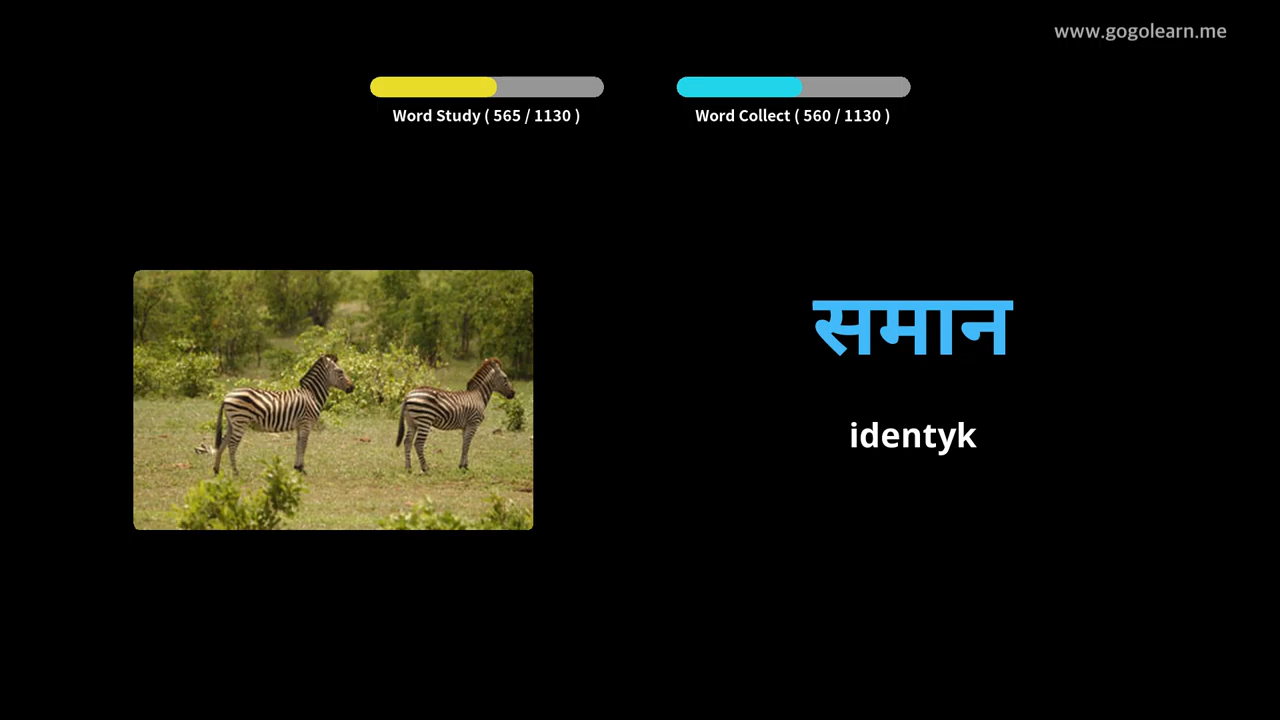 www.gogolearn.me
Word Study ( 565 / 1130 )
Word Collect ( 560 / 1130 )
समान
identyk